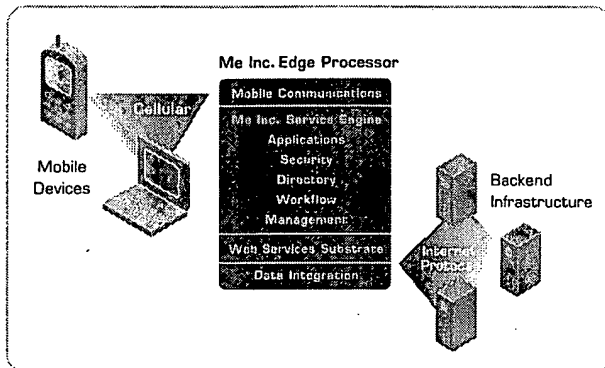 Me Inc. Edge Processor
Mobile Communications
Cellular
Me Inc. Service Engine
Applications
Security
Directory
Workflow
Management
Mobile
Devices
Backend
Infrastructure
Web Services Substrate
Internet
Protocol
Data Integration